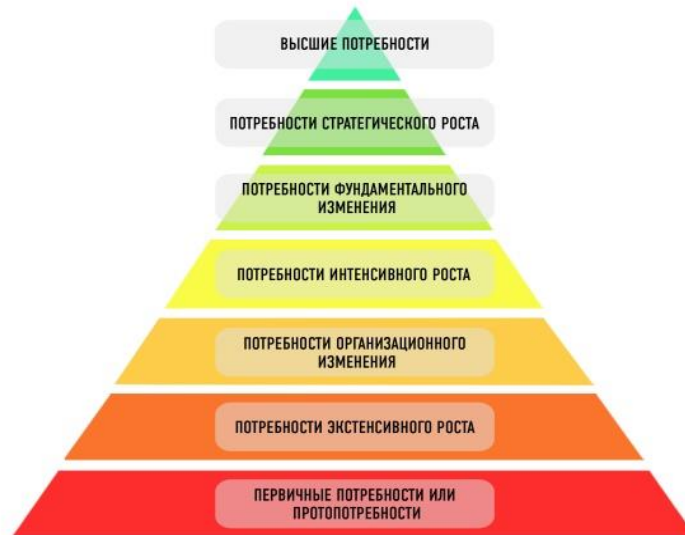 ВЫСШИЕ ПОТРЕБНОСТИ
ПОТРЕБНОСТИ СТРАТЕГИЧЕСКОГО РОСТА
ПОТРЕБНОСТИ ФУНДАМЕНТАЛЬНОГО
ИЗМЕНЕНИЯ
ПОТРЕБНОСТИ ИНТЕНСИВНОГО РОСТА
ПОТРЕБНОСТИ ОРГАНИЗАЦИОННОГО
ИЗМЕНЕНИЯ
ПОТРЕБНОСТИ ЭКСТЕНСИВНОГО РОСТА
ПЕРВИЧНЫЕ ПОТРЕБНОСТИ ИЛИ
ПРОТОПОТРЕБНОСТИ